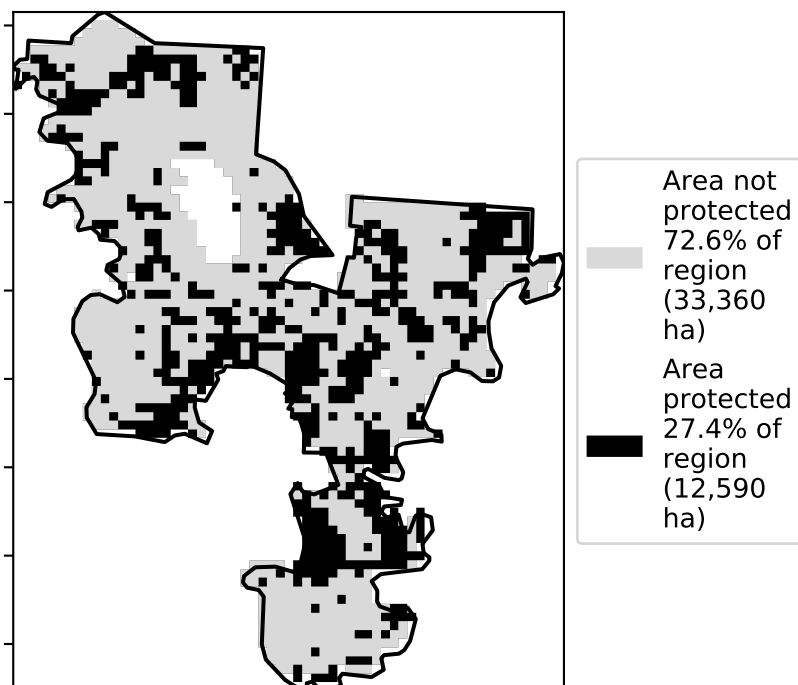 Area not
protected
72.6% of
region
(33,360
ha)
Area
protected
27.4% of
region
(12,590
ha)